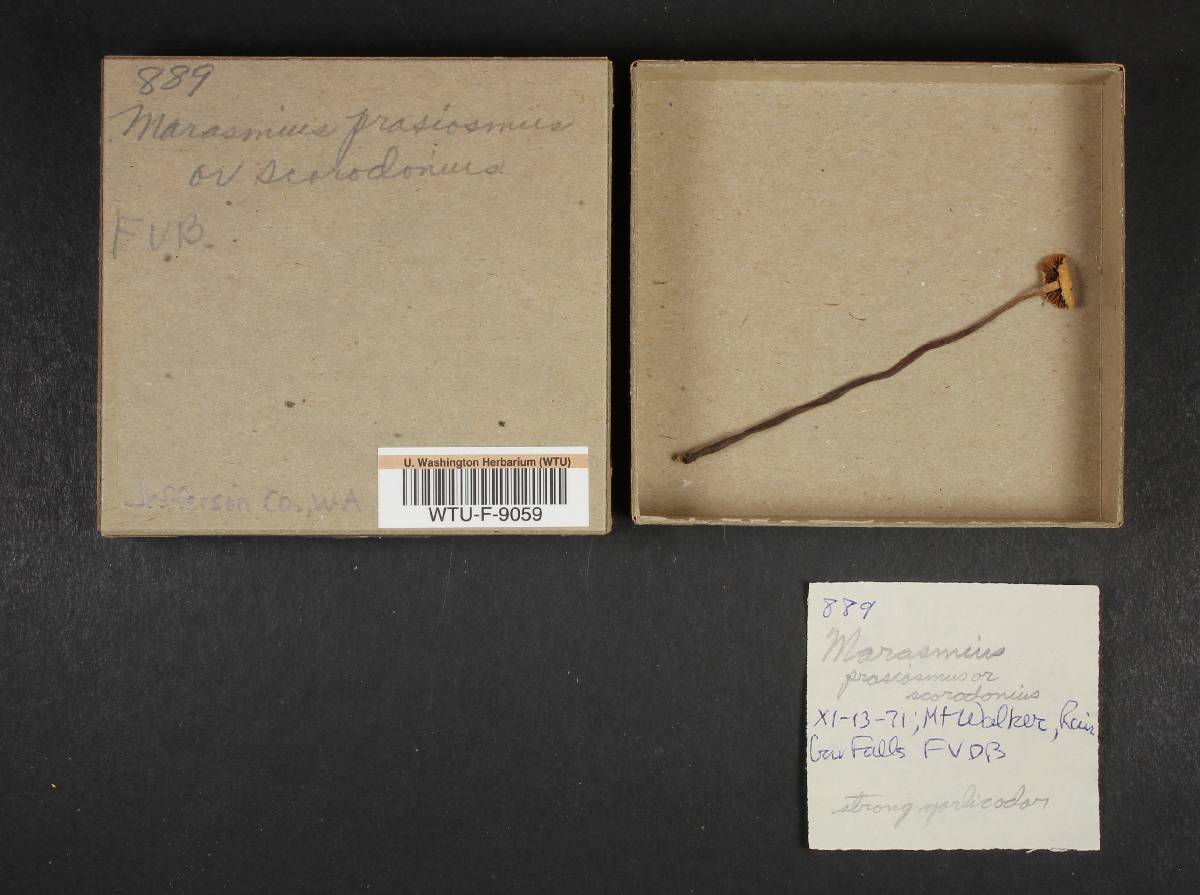 889
Marasmius prasiosmus
or scorodonius
FVB
Jefferson Co., WA
U. Washington Herbarium (WTU)
WTU-F-9059
889
Marasmius
prasiosmus or
scorodonius
XI-13-71; Mt Walker, Rain
bow Falls FVDB
strong garlic odor